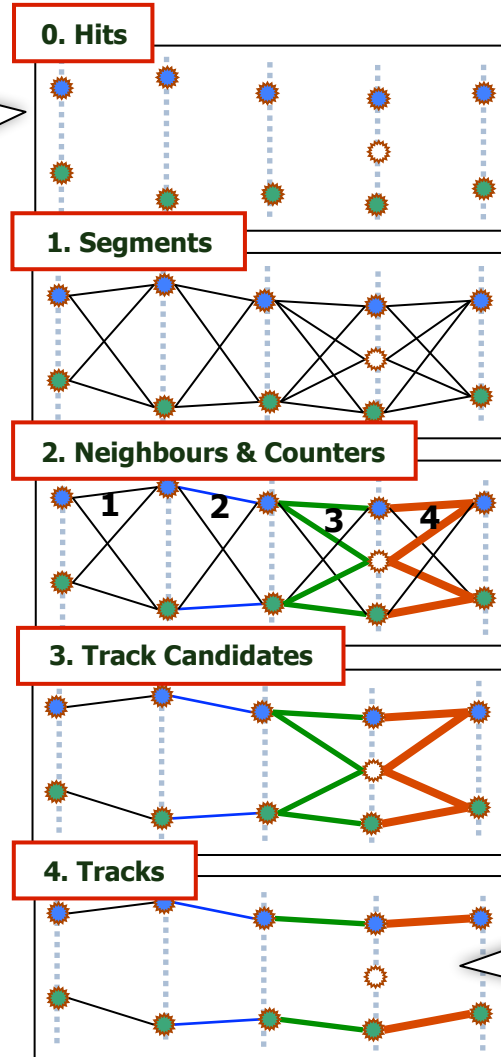 0. Hits
1. Segments
2. Neighbours & Counters
1 2 3 4
3. Track Candidates
4. Tracks